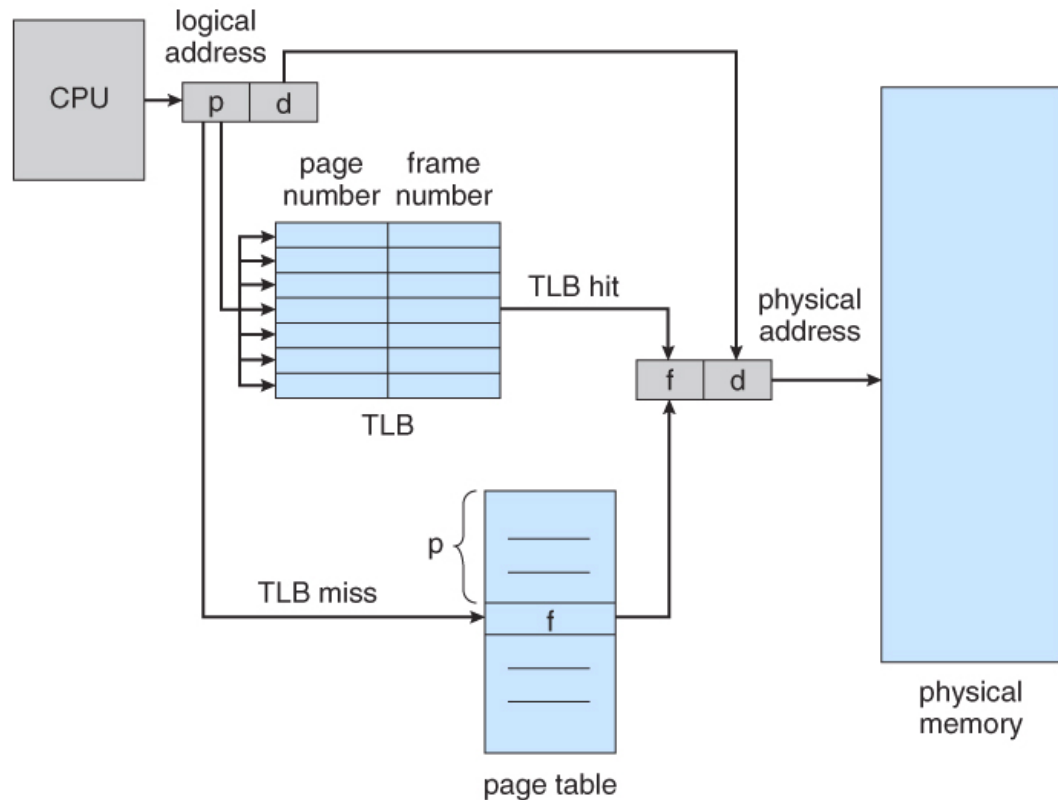 logical
address
CPU
p
d
page
number
frame
number
TLB hit
physical
address
f
d
TLB
p
TLB miss
f
page table
physical
memory